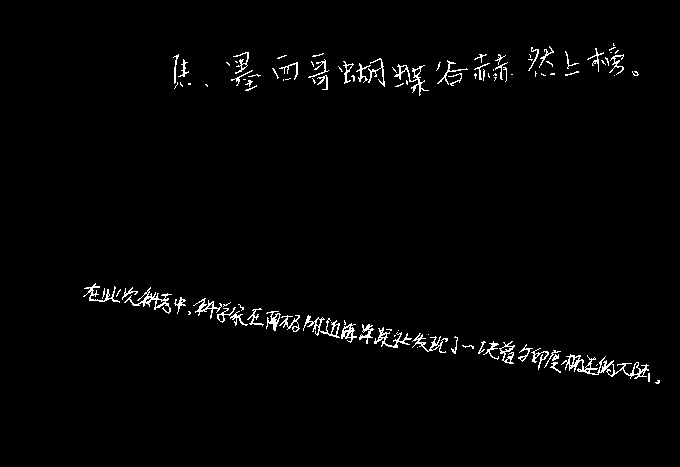 焦、墨西哥蝴蝶谷赫然上榜。
在此次科考中,科学家在南极附近海岸深处发现了一块曾与印度相连的大陆。